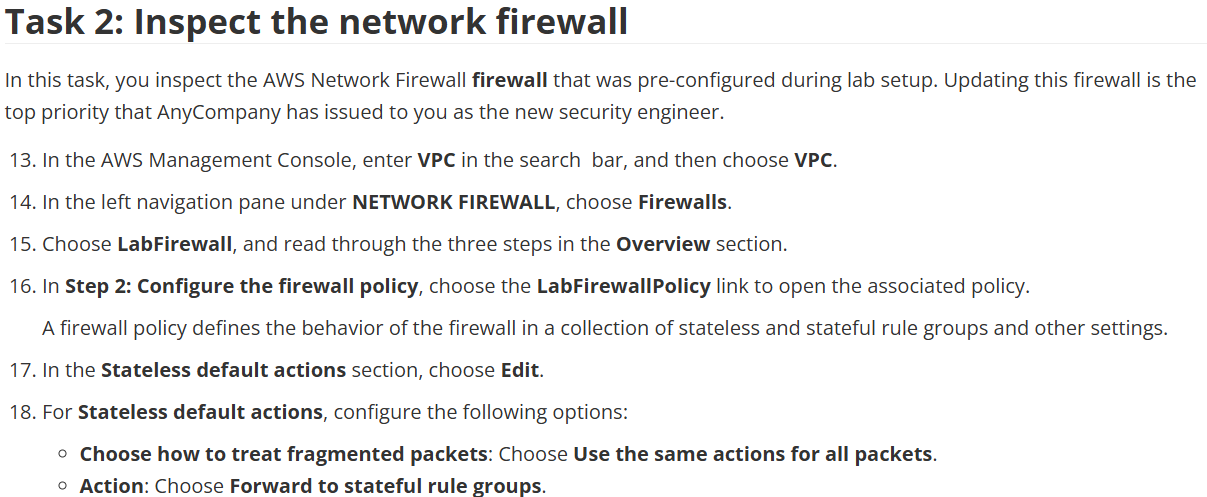 Task 2: Inspect the network firewall
In this task, you inspect the AWS Network Firewall firewall that was pre-configured during lab setup. Updating this firewall is the
top priority that AnyCompany has issued to you as the new security engineer.
13. In the AWS Management Console, enter VPC in the search bar, and then choose VPC.
14. In the left navigation pane under NETWORK FIREWALL, choose Firewalls.
15. Choose LabFirewall, and read through the three steps in the Overview section.
16. In Step 2: Configure the firewall policy, choose the LabFirewallPolicy link to open the associated policy.
A firewall policy defines the behavior of the firewall in a collection of stateless and stateful rule groups and other settings.
17. In the Stateless default actions section, choose Edit.
18. For Stateless default actions, configure the following options:
◦ Choose how to treat fragmented packets: Choose Use the same actions for all packets.
◦ Action: Choose Forward to stateful rule groups.